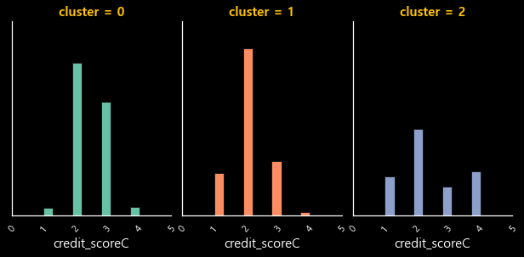 cluster = 0
cluster = 1
cluster = 2
0 1 2 3 4 5
0 1 2 3 4 5
0 1 2 3 4 5
credit_scoreC
credit_scoreC
credit_scoreC